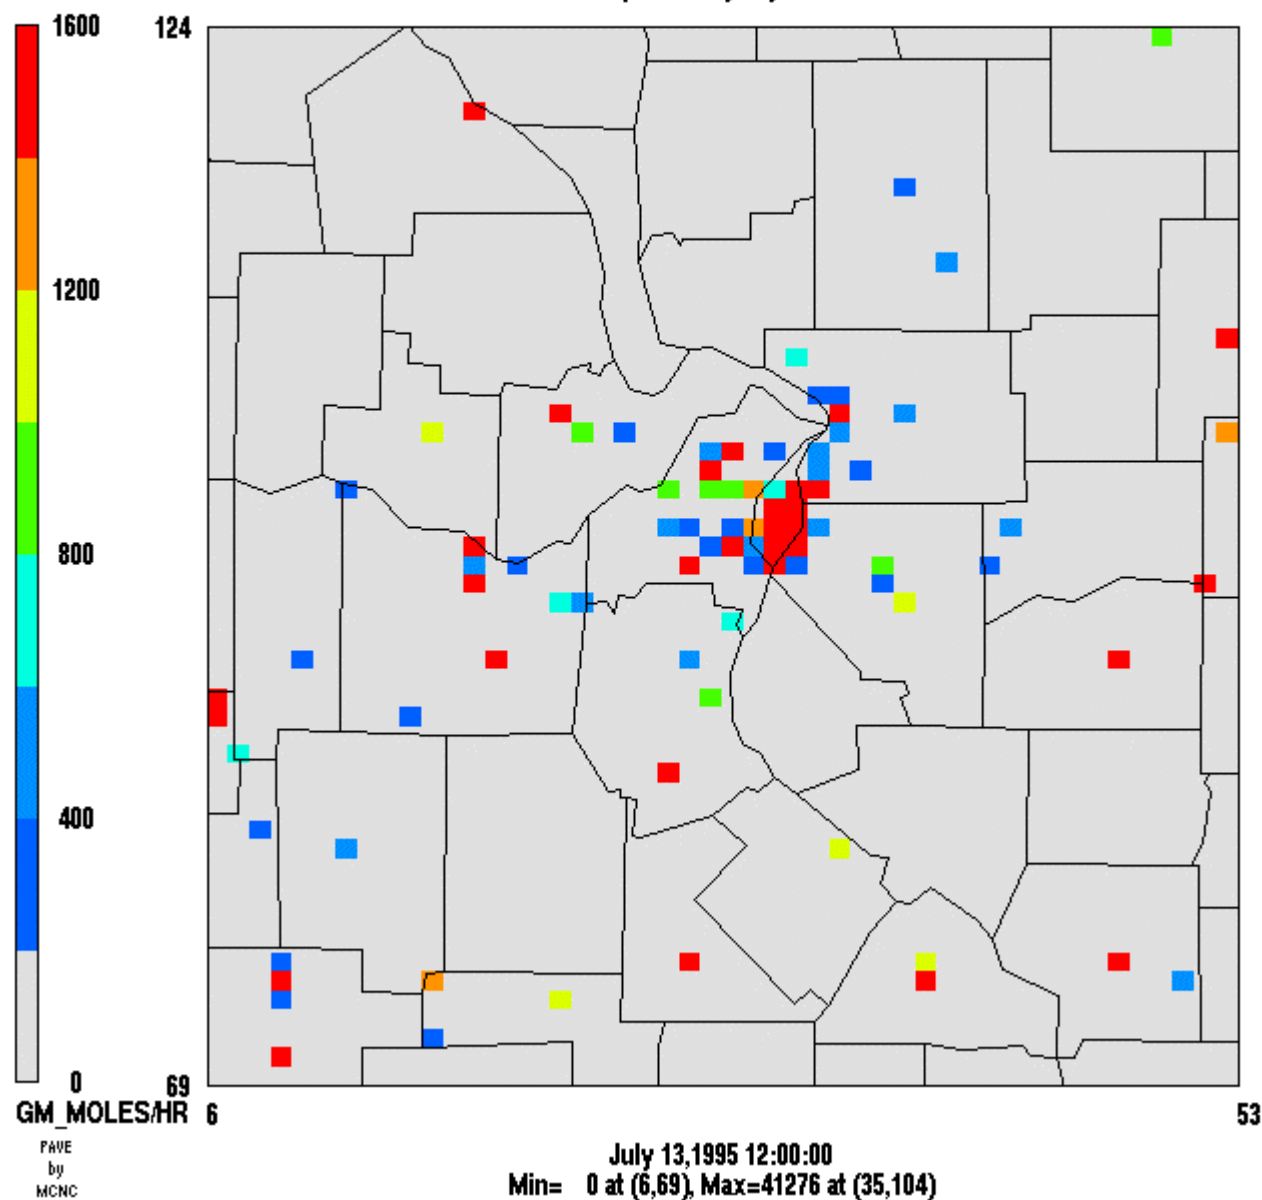 1600
124
1200
800
400
0
69
GM_MOLES/HR
6
53
PAVE
by
MCNC
July 13,1995 12:00:00
Min= 0 at (6,69), Max=41276 at (35,104)